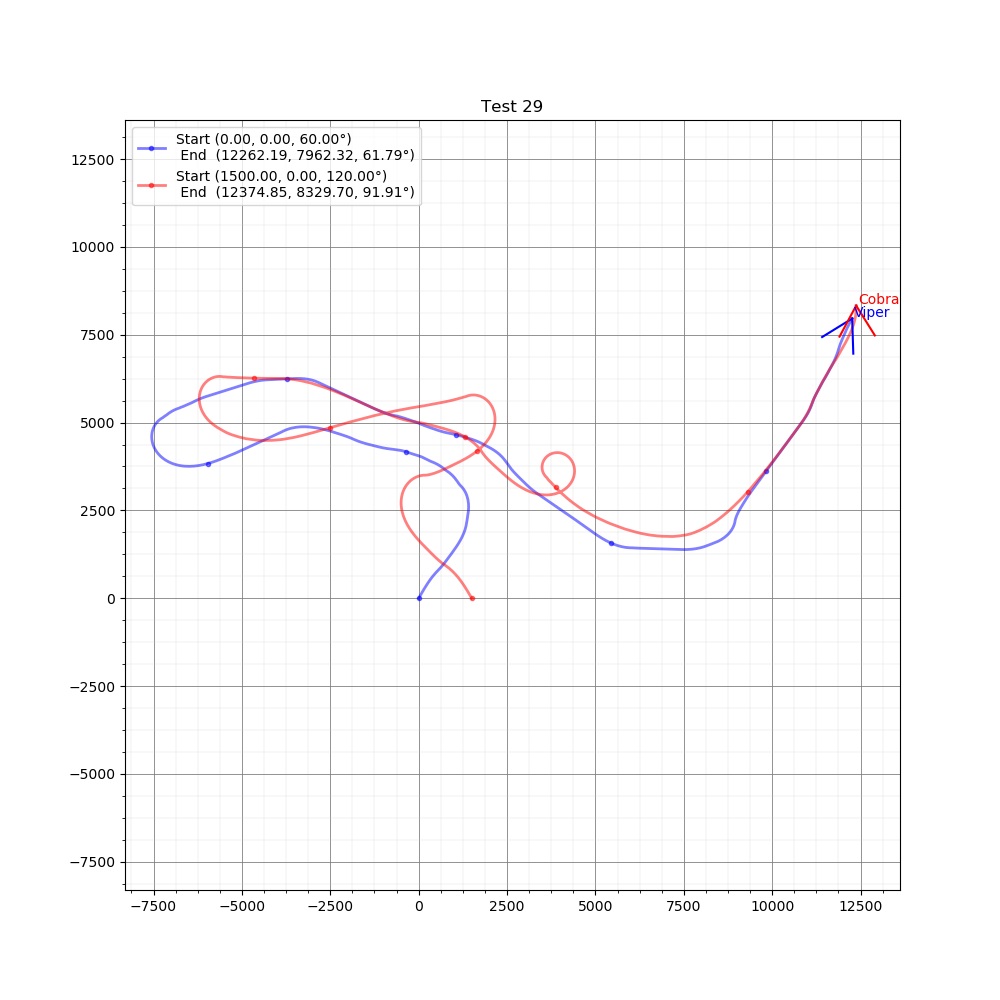 Test 29
Start (0.00, 0.00, 60.00°)
End  (12262.19, 7962.32, 61.79°)
Start (1500.00, 0.00, 120.00°)
End  (12374.85, 8329.70, 91.91°)
12500
10000
7500
5000
2500
0
−2500
−5000
−7500
Cobra
Viper
−7500 −5000 −2500 0 2500 5000 7500 10000 12500